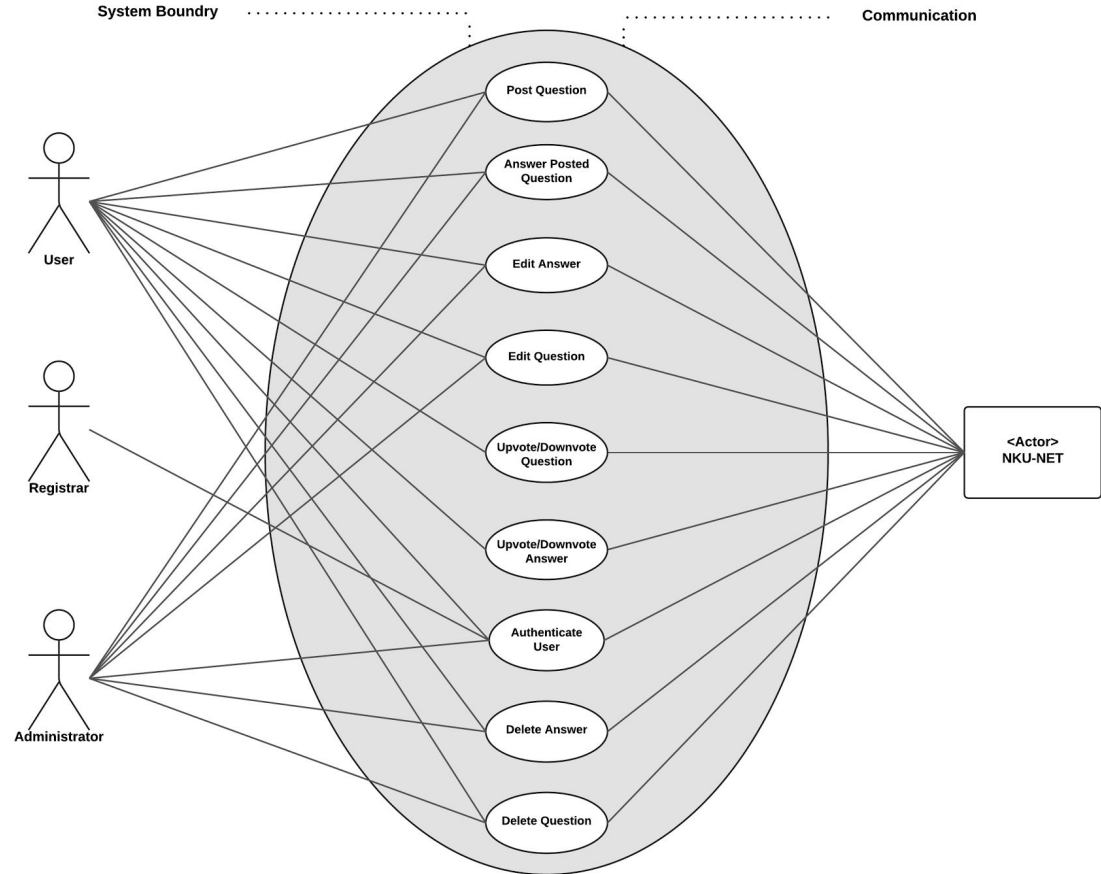 System Boundry
Communication
Post Question
Answer Posted
Question
User
Edit Answer
Edit Question
Registrar
Upvote/Downvote
Question
<Actor>
NKU-NET
Upvote/Downvote
Answer
Authenticate
User
Administrator
Delete Answer
Delete Question